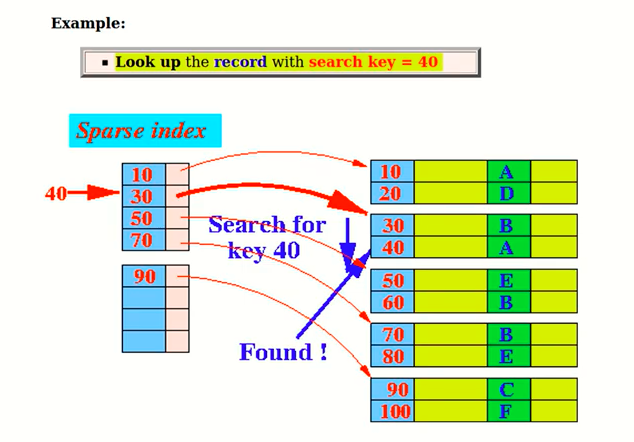 Example:
▪ Look up the record with search key = 40
Sparse index
40
10
30
50
70
90
Search for
key 40
Found !
10 A
20 D
30 B
40 A
50 E
60 B
70 B
80 E
90 C
100 F